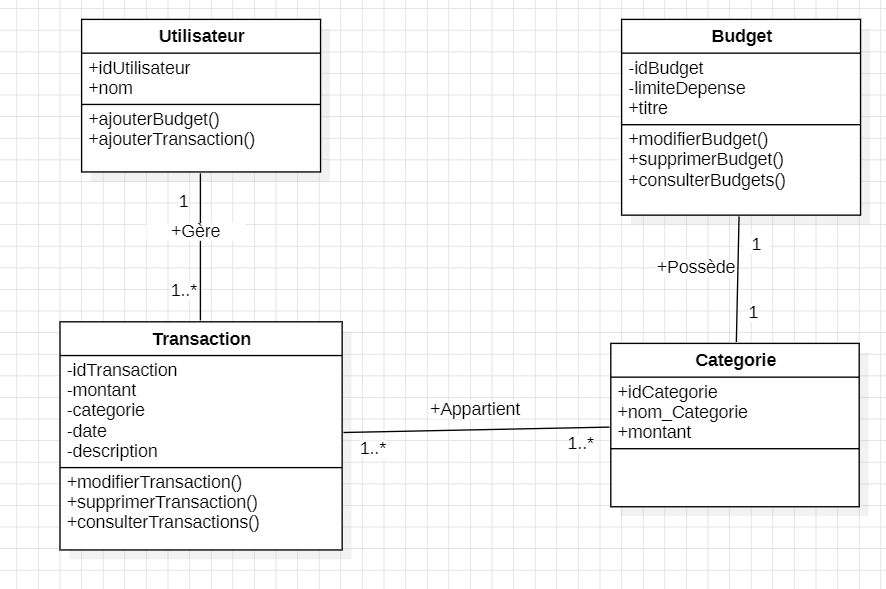 Utilisateur
+idUtilisateur
+nom
+ajouterBudget()
+ajouterTransaction()
Budget
-idBudget
-limiteDepense
+titre
+modifierBudget()
+supprimerBudget()
+consulterBudgets()
1
+Gère
1..*
1
+Possède
1
Transaction
-idTransaction
-montant
-categorie
-date
-description
+modifierTransaction()
+supprimerTransaction()
+consulterTransactions()
+Appartient
1..*
1..*
Categorie
+idCategorie
+nom_Categorie
+montant